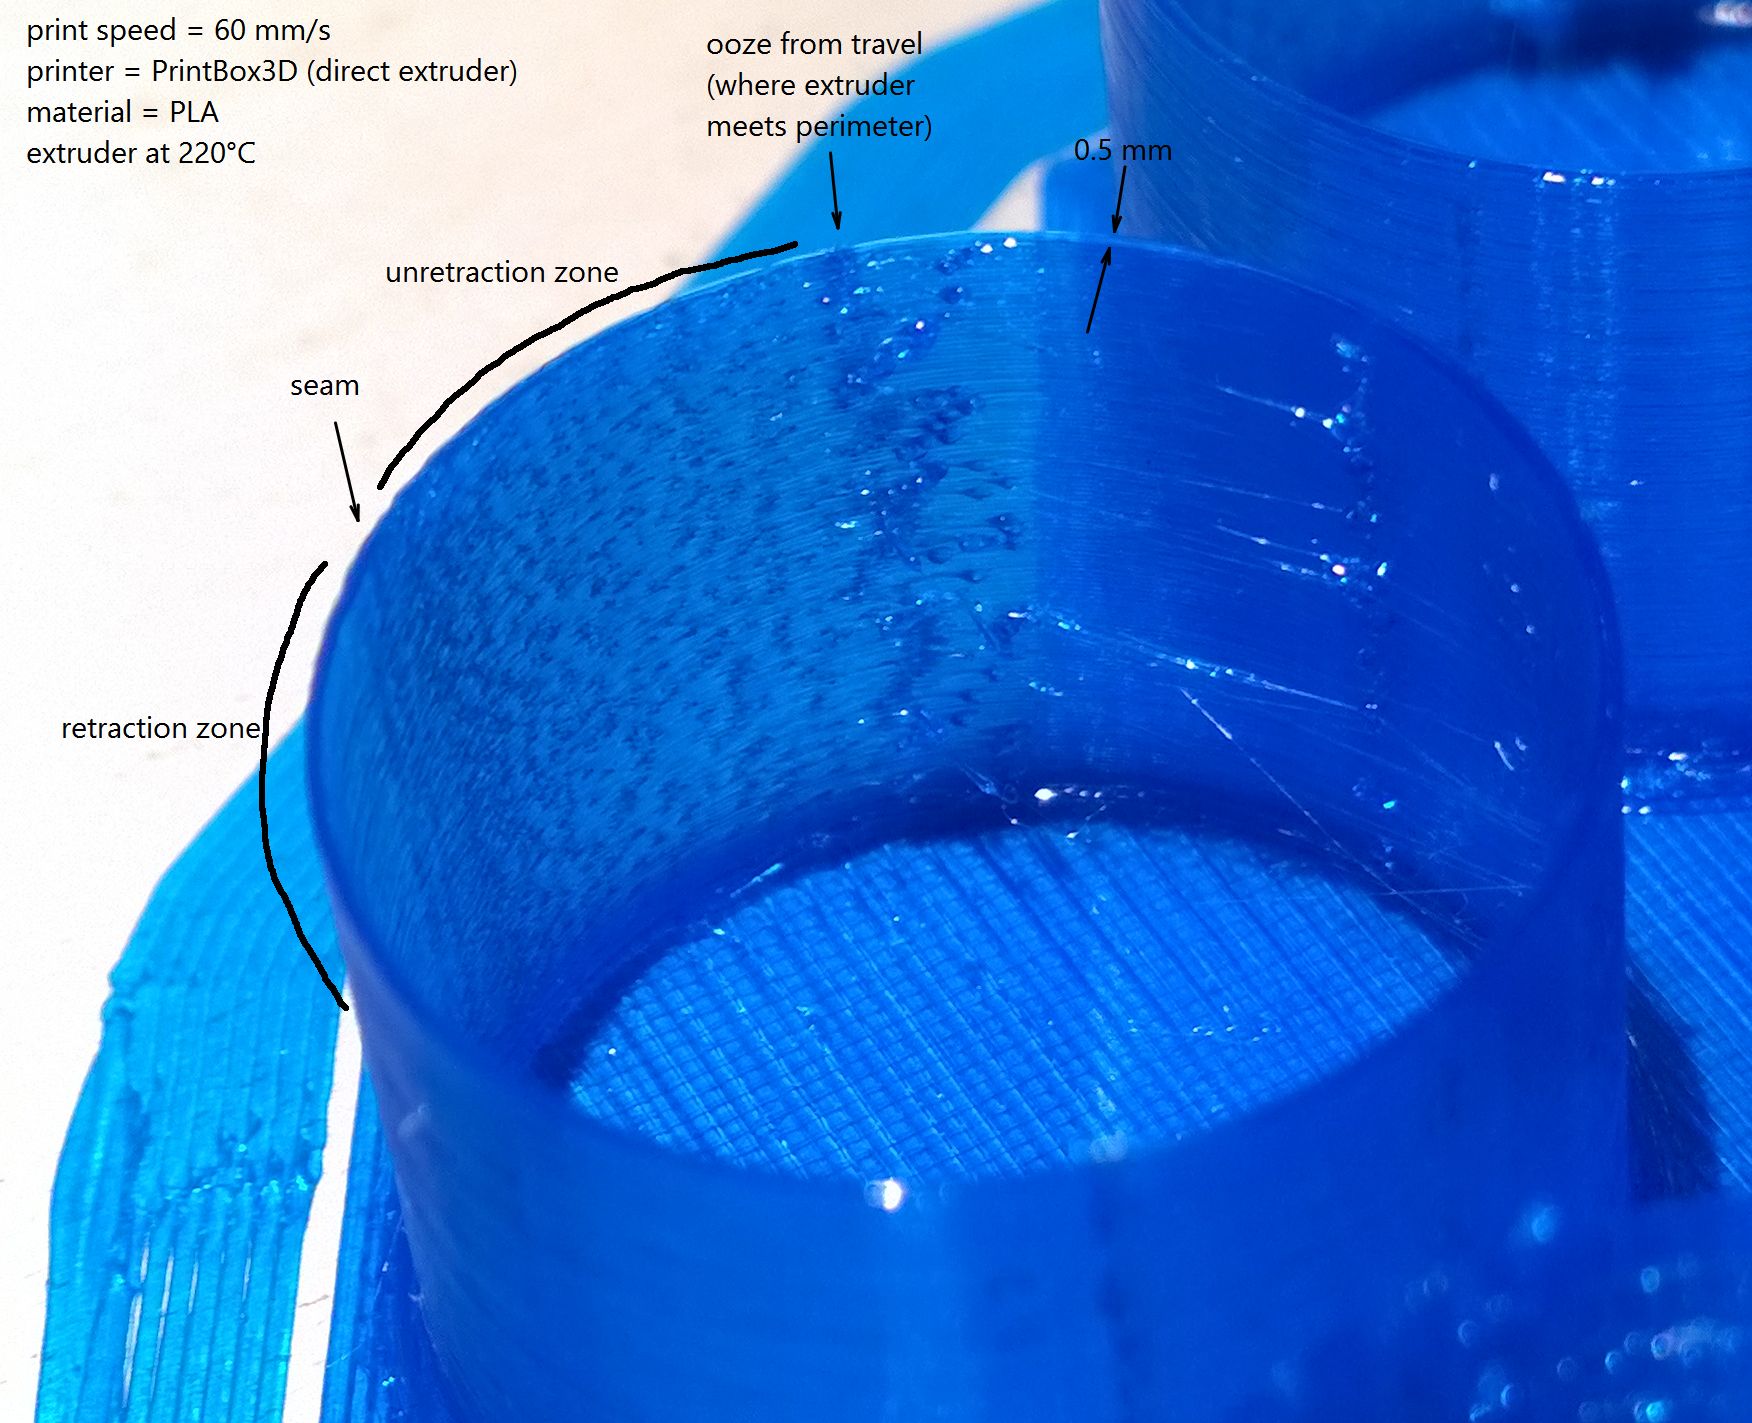 print speed = 60 mm/s
printer = PrintBox3D (direct extruder)
material = PLA
extruder at 220°C
ooze from travel
(where extruder
meets perimeter)
0.5 mm
unretraction zone
seam
retraction zone